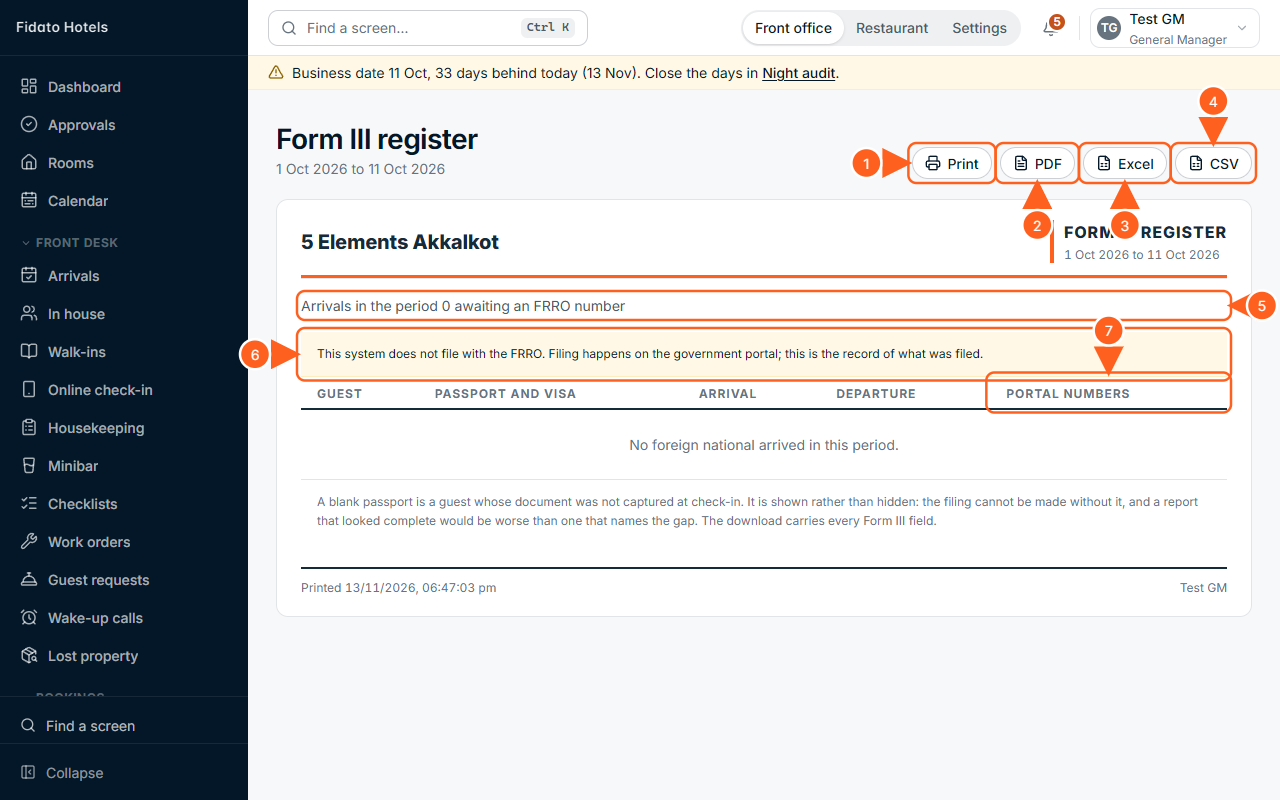 Fidato Hotels
Find a screen...
Ctrl K
Front office
Restaurant
Settings
5
TG
Test GM
General Manager
Business date 11 Oct, 33 days behind today (13 Nov). Close the days in Night audit.
Dashboard
Approvals
Rooms
Calendar
FRONT DESK
Arrivals
In house
Walk-ins
Online check-in
Housekeeping
Minibar
Checklists
Work orders
Guest requests
Wake-up calls
Lost property
BOOKINGS
Find a screen
Collapse
Form III register
1 Oct 2026 to 11 Oct 2026
4
1
Print
PDF
Excel
CSV
2
3
5 Elements Akkalkot
FORM REGISTER
1 Oct 2026 to 11 Oct 2026
Arrivals in the period 0 awaiting an FRRO number
5
7
6
This system does not file with the FRRO. Filing happens on the government portal; this is the record of what was filed.
GUEST
PASSPORT AND VISA
ARRIVAL
DEPARTURE
PORTAL NUMBERS
No foreign national arrived in this period.
A blank passport is a guest whose document was not captured at check-in. It is shown rather than hidden: the filing cannot be made without it, and a report
that looked complete would be worse than one that names the gap. The download carries every Form III field.
Printed 13/11/2026, 06:47:03 pm
Test GM